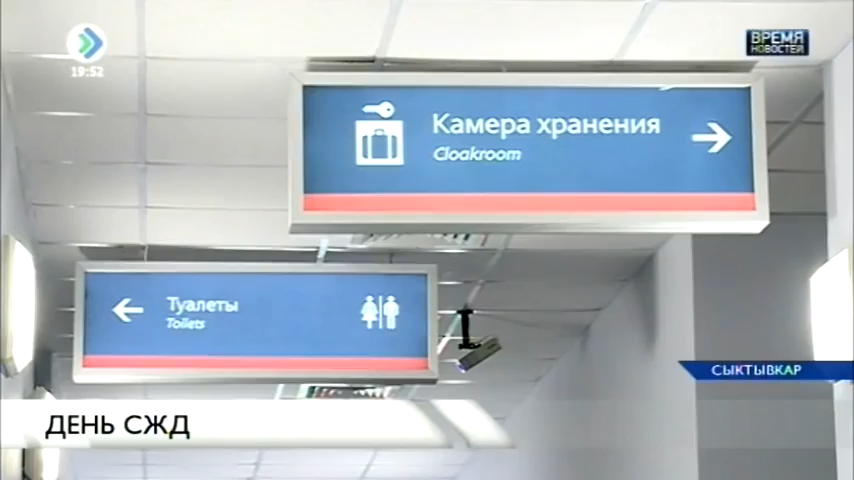 19:52
ВРЕМЯ
НОВОСТЕЙ
Камера хранения
Cloakroom
Туалеты
Toilets
СЫКТЫВКАР
ДЕНЬ СЖД